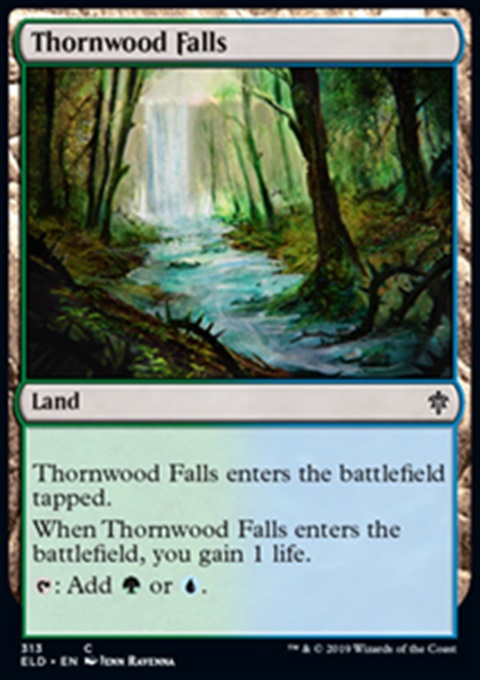 Thornwood Falls
Land
Thornwood Falls enters the battlefield
tapped.
When Thornwood Falls enters the
battlefield, you gain 1 life.
: Add or .
313 C
ELD • EN Jenn Ravenna
™ & © 2019 Wizards of the Coast